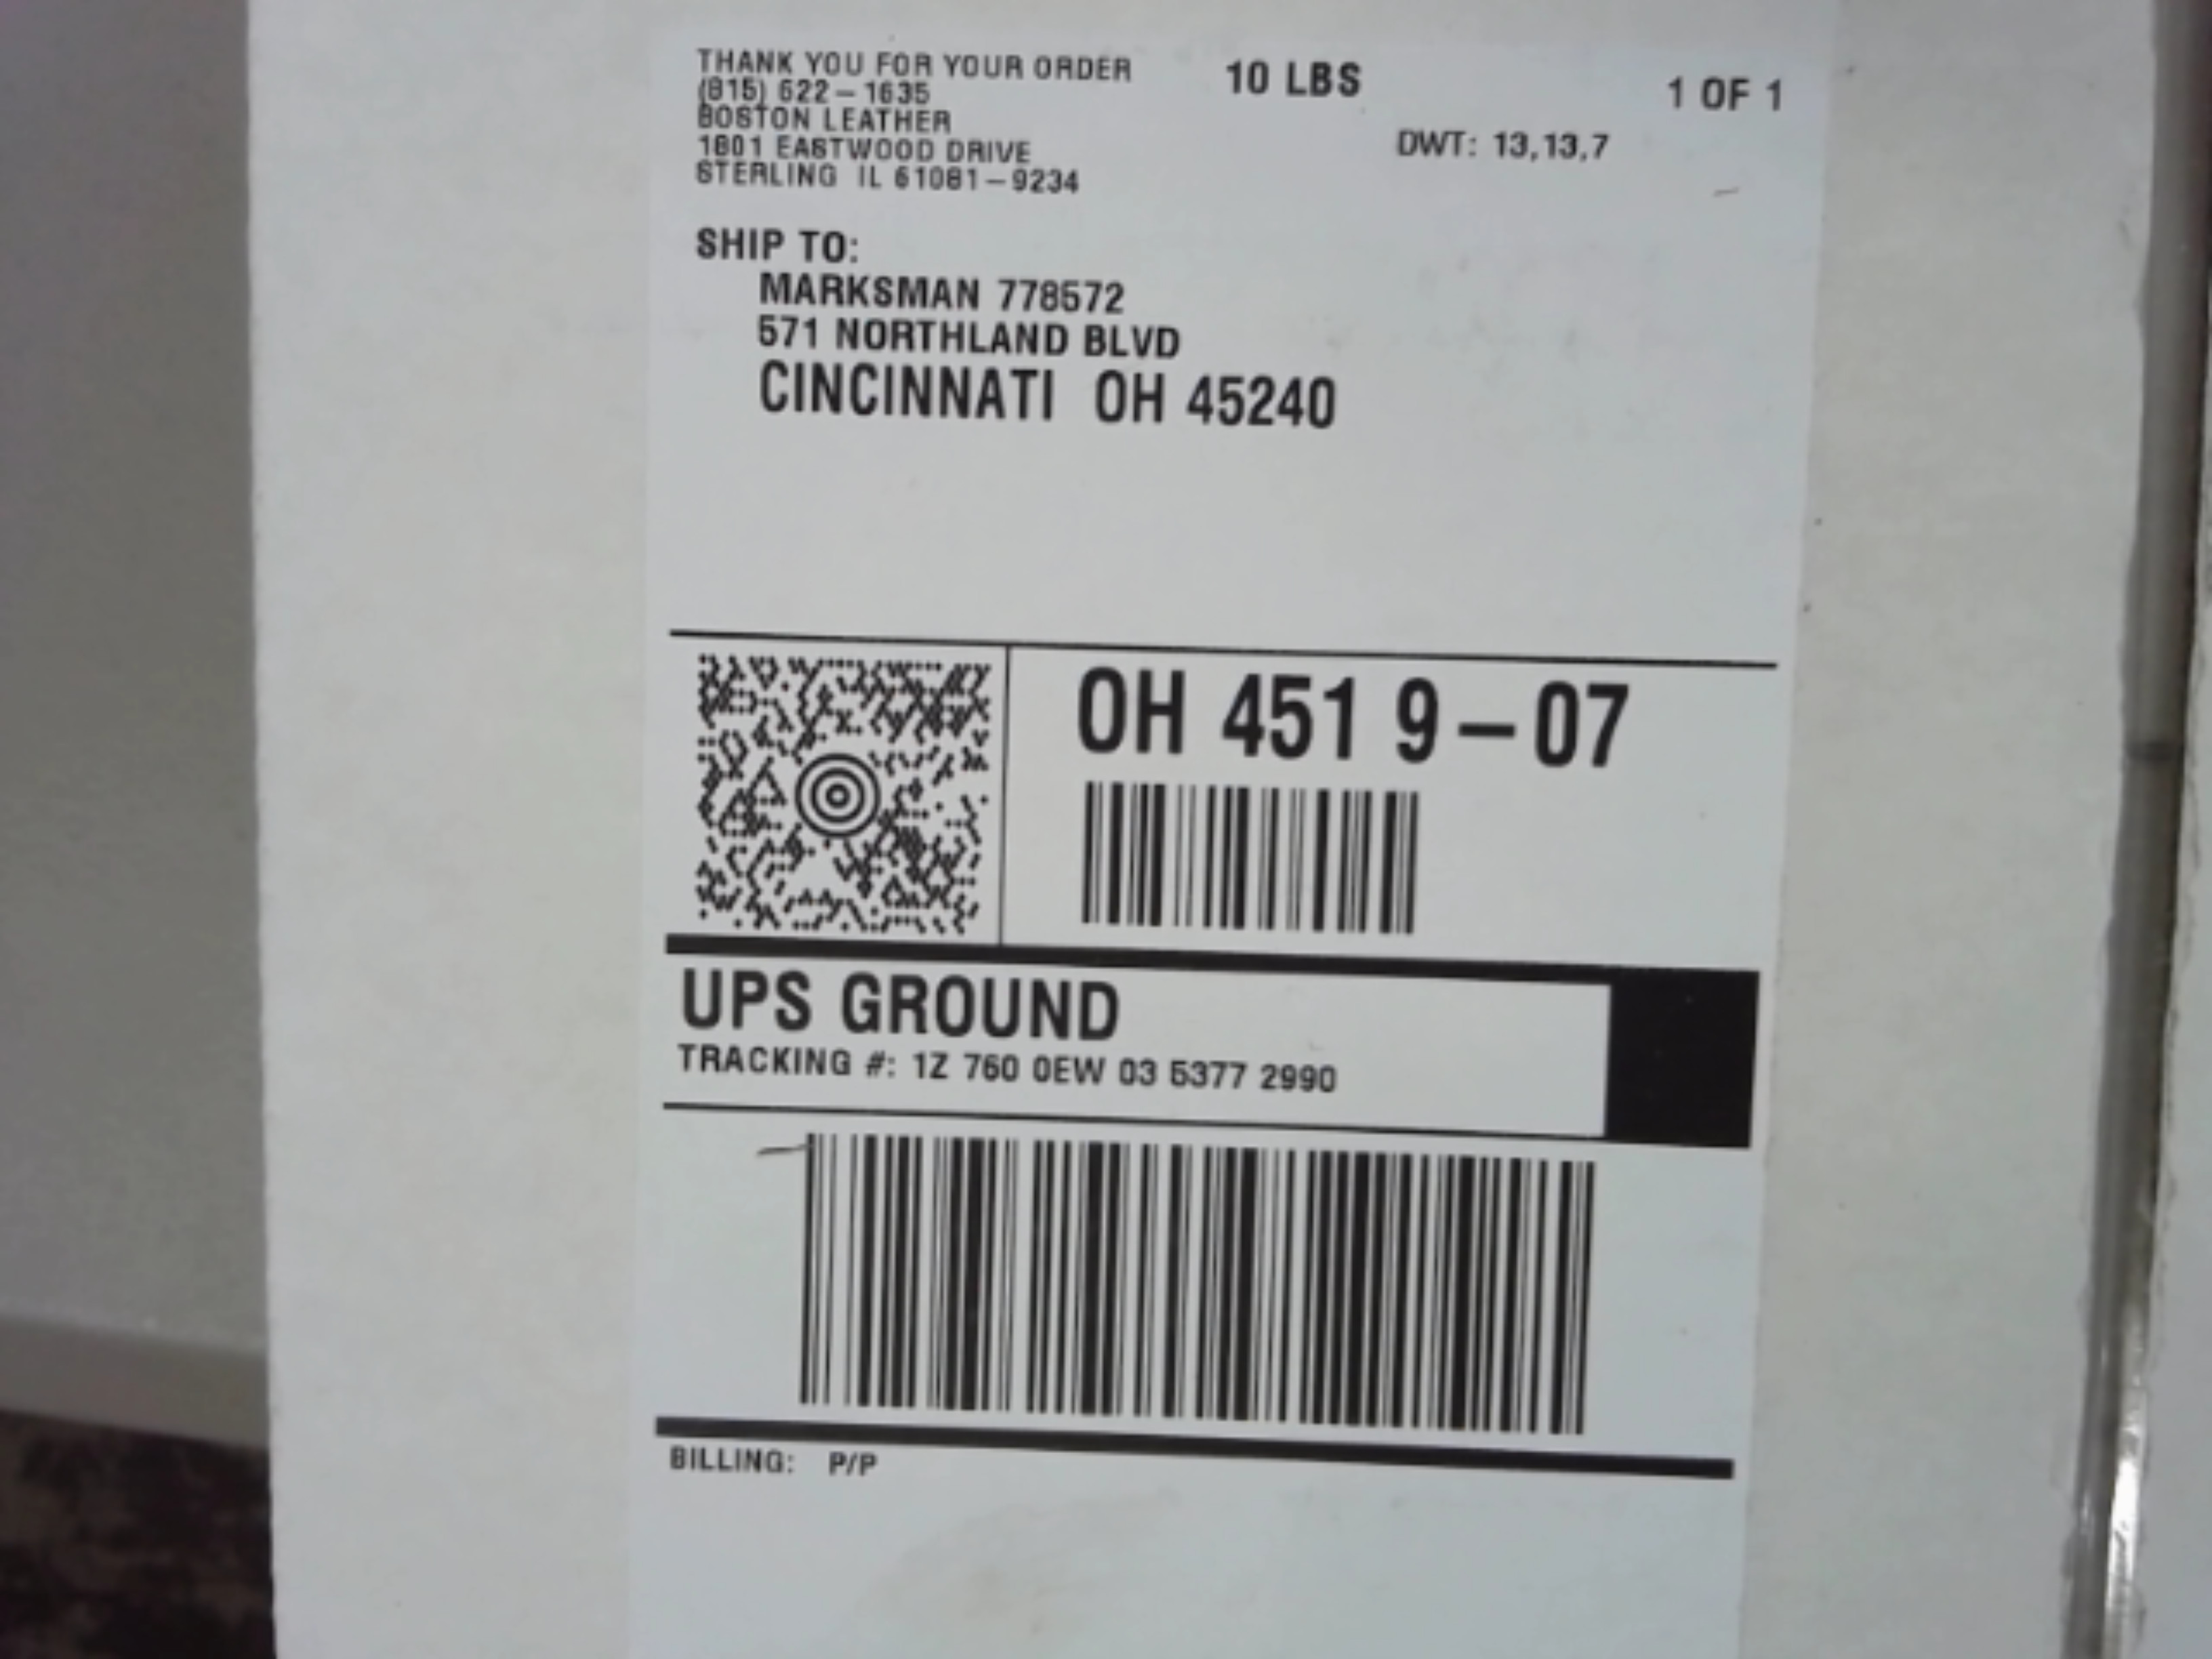 THANK YOU FOR YOUR ORDER
(815) 622-1635
BOSTON LEATHER
1801 EASTWOOD DRIVE
STERLING IL 61081-9234
10 LBS
1 OF 1
DWT: 13,13,7
SHIP TO:
MARKSMAN 778572
571 NORTHLAND BLVD
CINCINNATI OH 45240
OH 451 9-07
UPS GROUND
TRACKING #: 1Z 760 0EW 03 5377 2990
BILLING: P/P